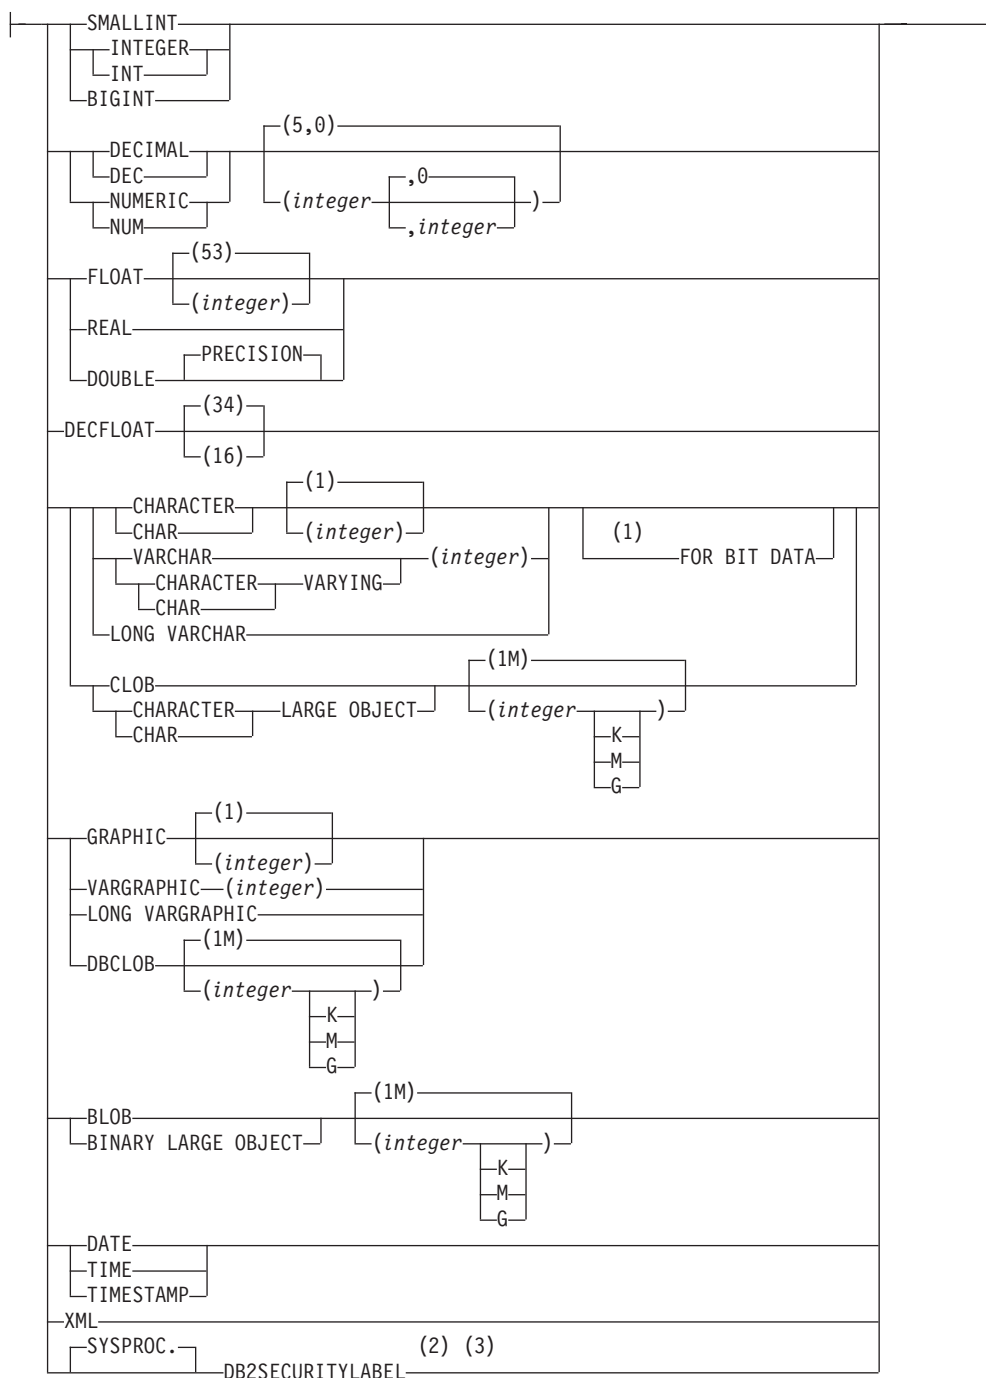 SMALLINT
INTEGER
INT
BIGINT
(5,0)
DECIMAL
DEC
,0
NUMERIC
(integer )
NUM
,integer
(53)
FLOAT
(integer)
REAL
PRECISION
DOUBLE
(34)
DECFLOAT
(16)
(1)
CHARACTER
CHAR
(integer)
(1)
VARCHAR
(integer)
FOR BIT DATA
CHARACTER VARYING
CHAR
LONG VARCHAR
(1M)
CLOB
CHARACTER LARGE OBJECT
(integer )
CHAR
K
M
G
(1)
GRAPHIC
(integer)
VARGRAPHIC (integer)
LONG VARGRAPHIC
(1M)
DBCLOB
(integer )
K
M
G
(1M)
BLOB
BINARY LARGE OBJECT
(integer )
K
M
G
DATE
TIME
TIMESTAMP
XML
SYSPROC.
(2) (3)
DB2SECURITYLABEL